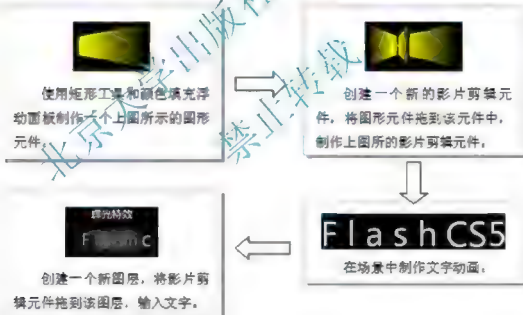 使用矩形工具和颜色填充浮
动面板制作一个上图所示的图形
元件。
创建一个新的影片剪辑元
件，将图形元件拖到该元件中，
制作上图所的影片剪辑元件。
FlashCS5
在场景中制作文字动画。
辉光特效
创建一个新图层，将影片剪
辑元件拖到该图层，输入文字。
北京大学出版社
禁止转载